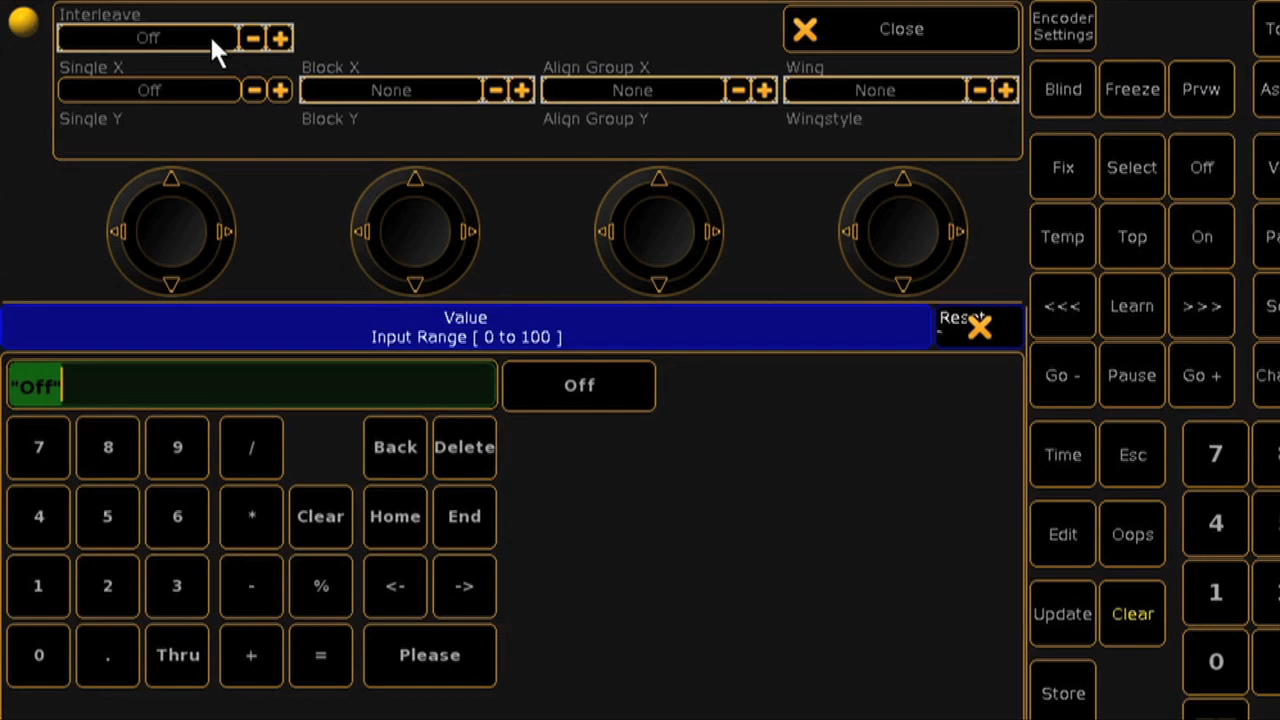 Interleave
Off - +
Close
Single X
Block X
Align Group X
Wing
Off - +
None - +
None - +
None - +
Single Y
Block Y
Align Group Y
Wingstyle
Encoder
Settings
Blind Freeze Prvw
Fix Select Off
Temp Top On
<<< Learn >>>
Go - Pause Go +
Time Esc 7
Edit Oops 4
Update Clear 1
Store 0
Value
Input Range [ 0 to 100 ]
"Off"
Off
7 8 9 / Back Delete
4 5 6 * Clear Home End
1 2 3 - % <- ->
0 . Thru + = Please